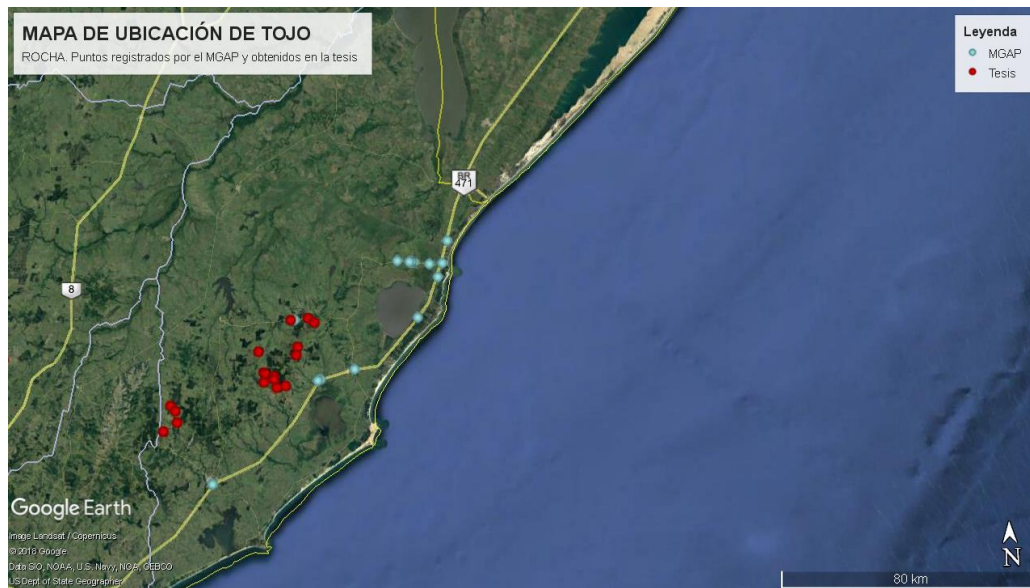 MAPA DE UBICACIÓN DE TOJO
ROCHA. Puntos registrados por el MGAP y obtenidos en la tesis
Leyenda
MGAP
Tesis
BR
471
8
Google Earth
Image Landsat / Copernicus
© 2018 Google
Data SIO, NOAA, U.S. Navy, NGA, GEBCO
US Dept of State Geographer
N
80 km